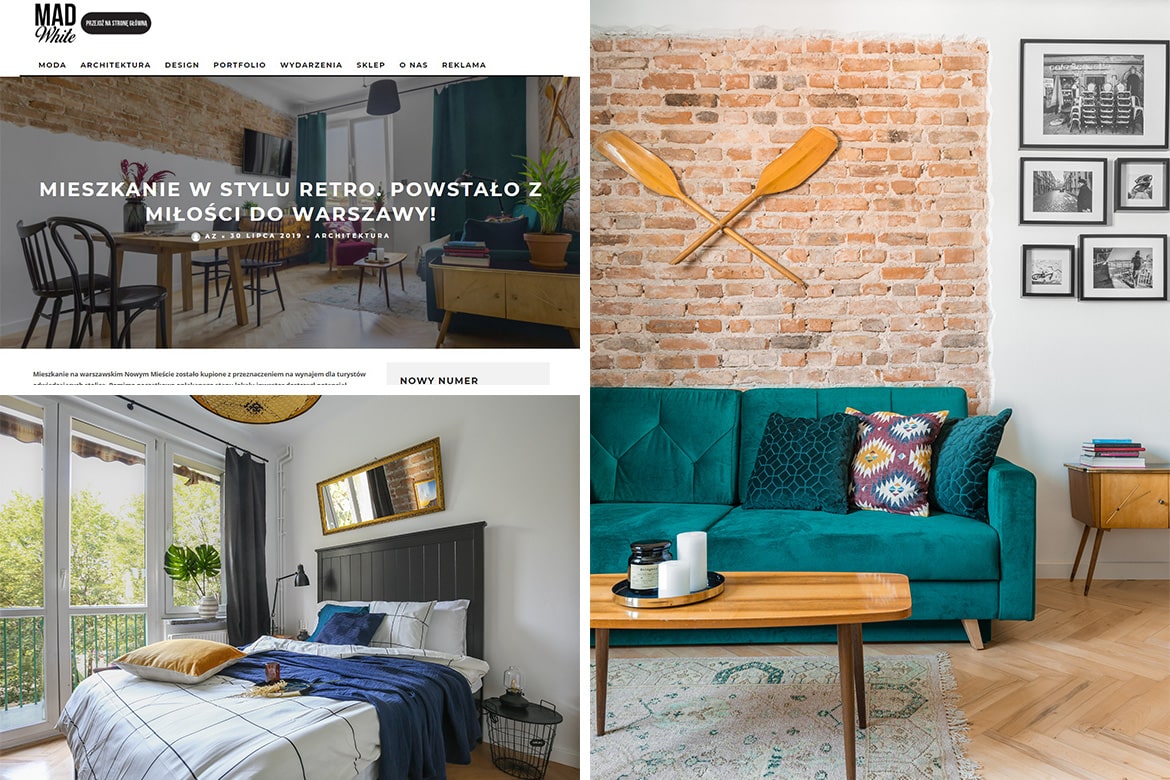 MAD
White
PRZEJDŹ NA STRONĘ GŁÓWNĄ
MODA ARCHITEKTURA DESIGN PORTFOLIO WYDARZENIA SKLEP O NAS REKLAMA
MIESZKANIE W STYLU RETRO. POWSTAŁO Z
MIŁOŚCI DO WARSZAWY!
AZ • 30 LIPCA 2019 • ARCHITEKTURA
Mieszkanie na warszawskim Nowym Mieście zostało kupione z przeznaczeniem na wynajem dla turystów
NOWY NUMER